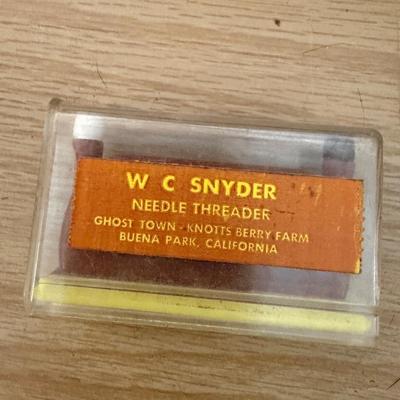 W C SNYDER
NEEDLE THREADER
GHOST TOWN - KNOTTS BERRY FARM
BUENA PARK, CALIFORNIA